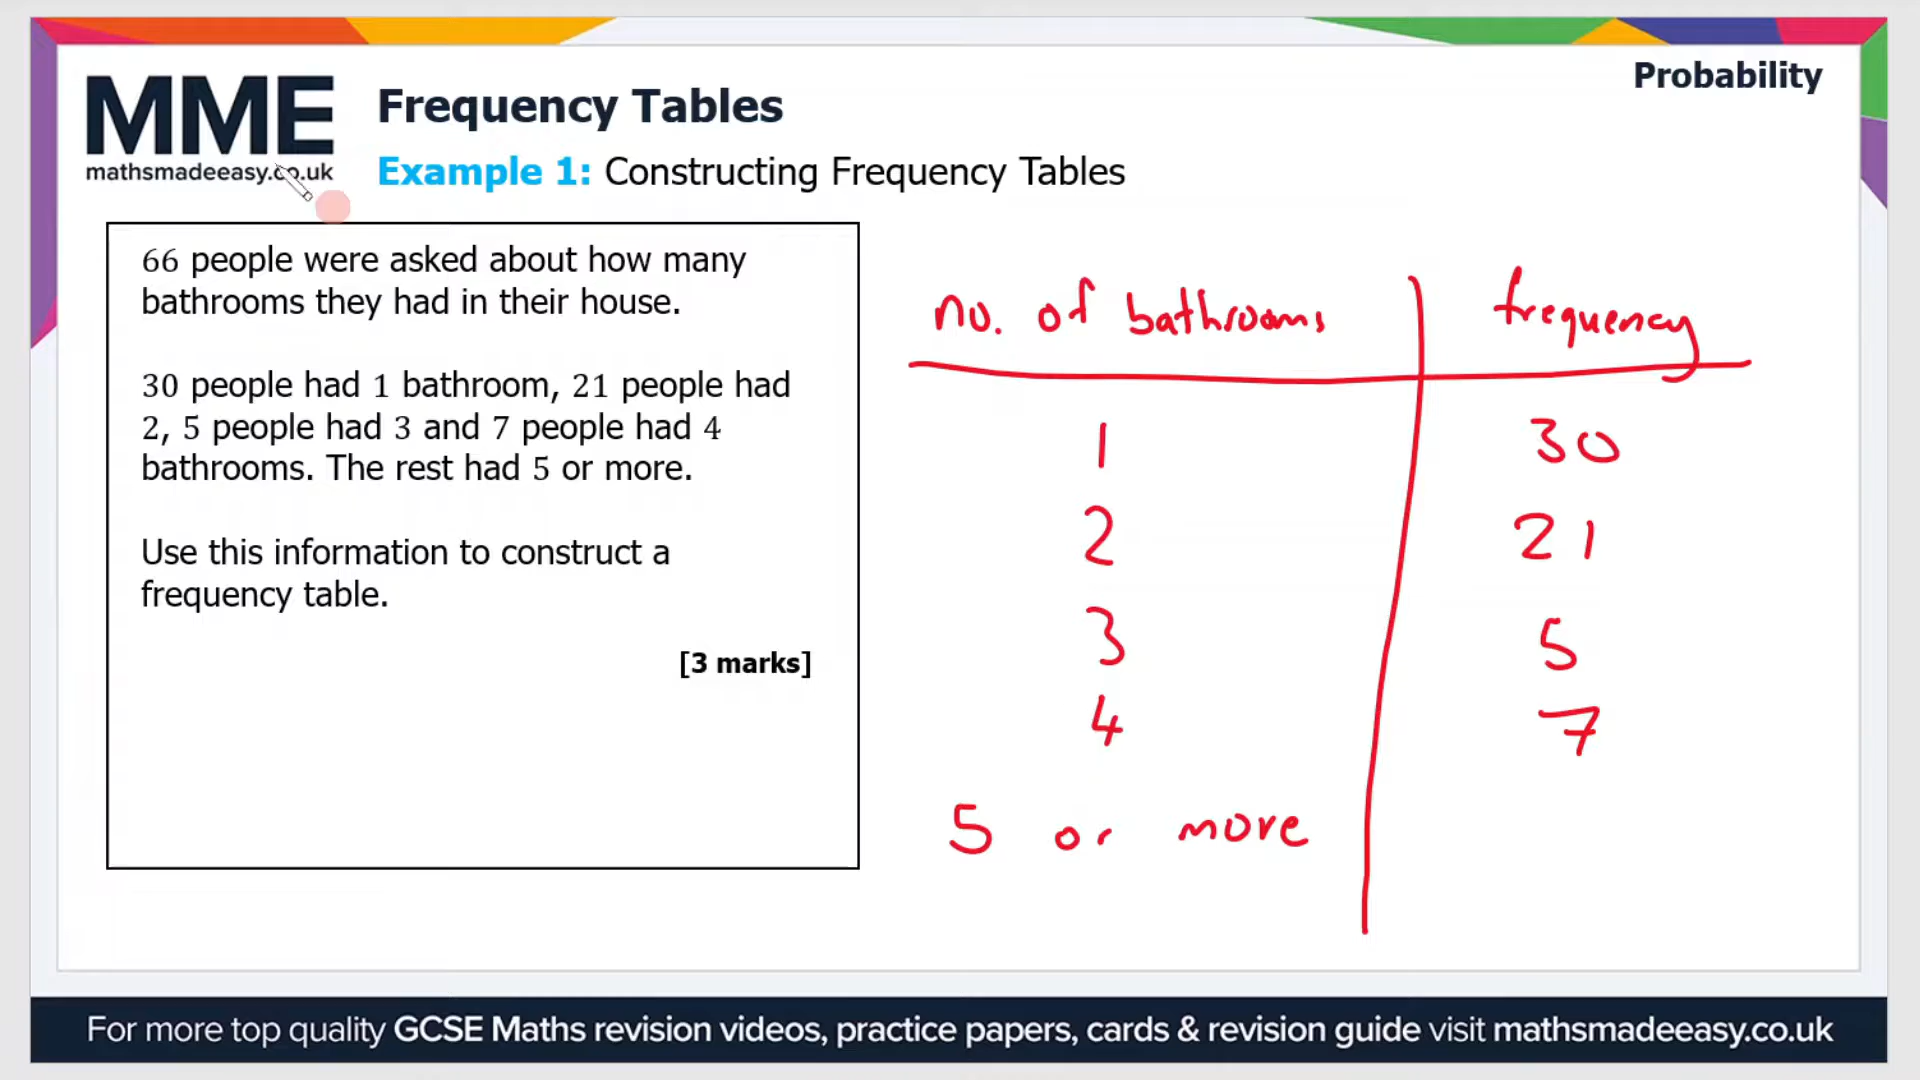 MME
mathsmadeeasy.co.uk
Frequency Tables
Probability
Example 1: Constructing Frequency Tables
66 people were asked about how many
bathrooms they had in their house.
30 people had 1 bathroom, 21 people had
2, 5 people had 3 and 7 people had 4
bathrooms. The rest had 5 or more.
Use this information to construct a
frequency table.
[3 marks]
no. of bathrooms frequency
1 30
2 21
3 5
4 7
5 or more
For more top quality GCSE Maths revision videos, practice papers, cards & revision guide visit mathsmadeeasy.co.uk